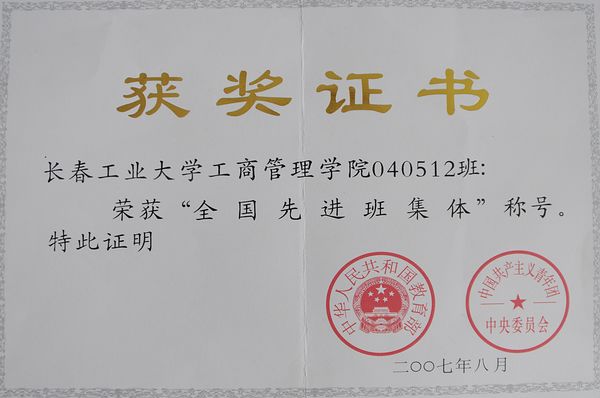 获奖证书
长春工业大学工商管理学院040512班:
荣获“全国先进班集体”称号。
特此证明
中华人民共和国教育部
中国共产主义青年团
中央委员会
二〇〇七年八月